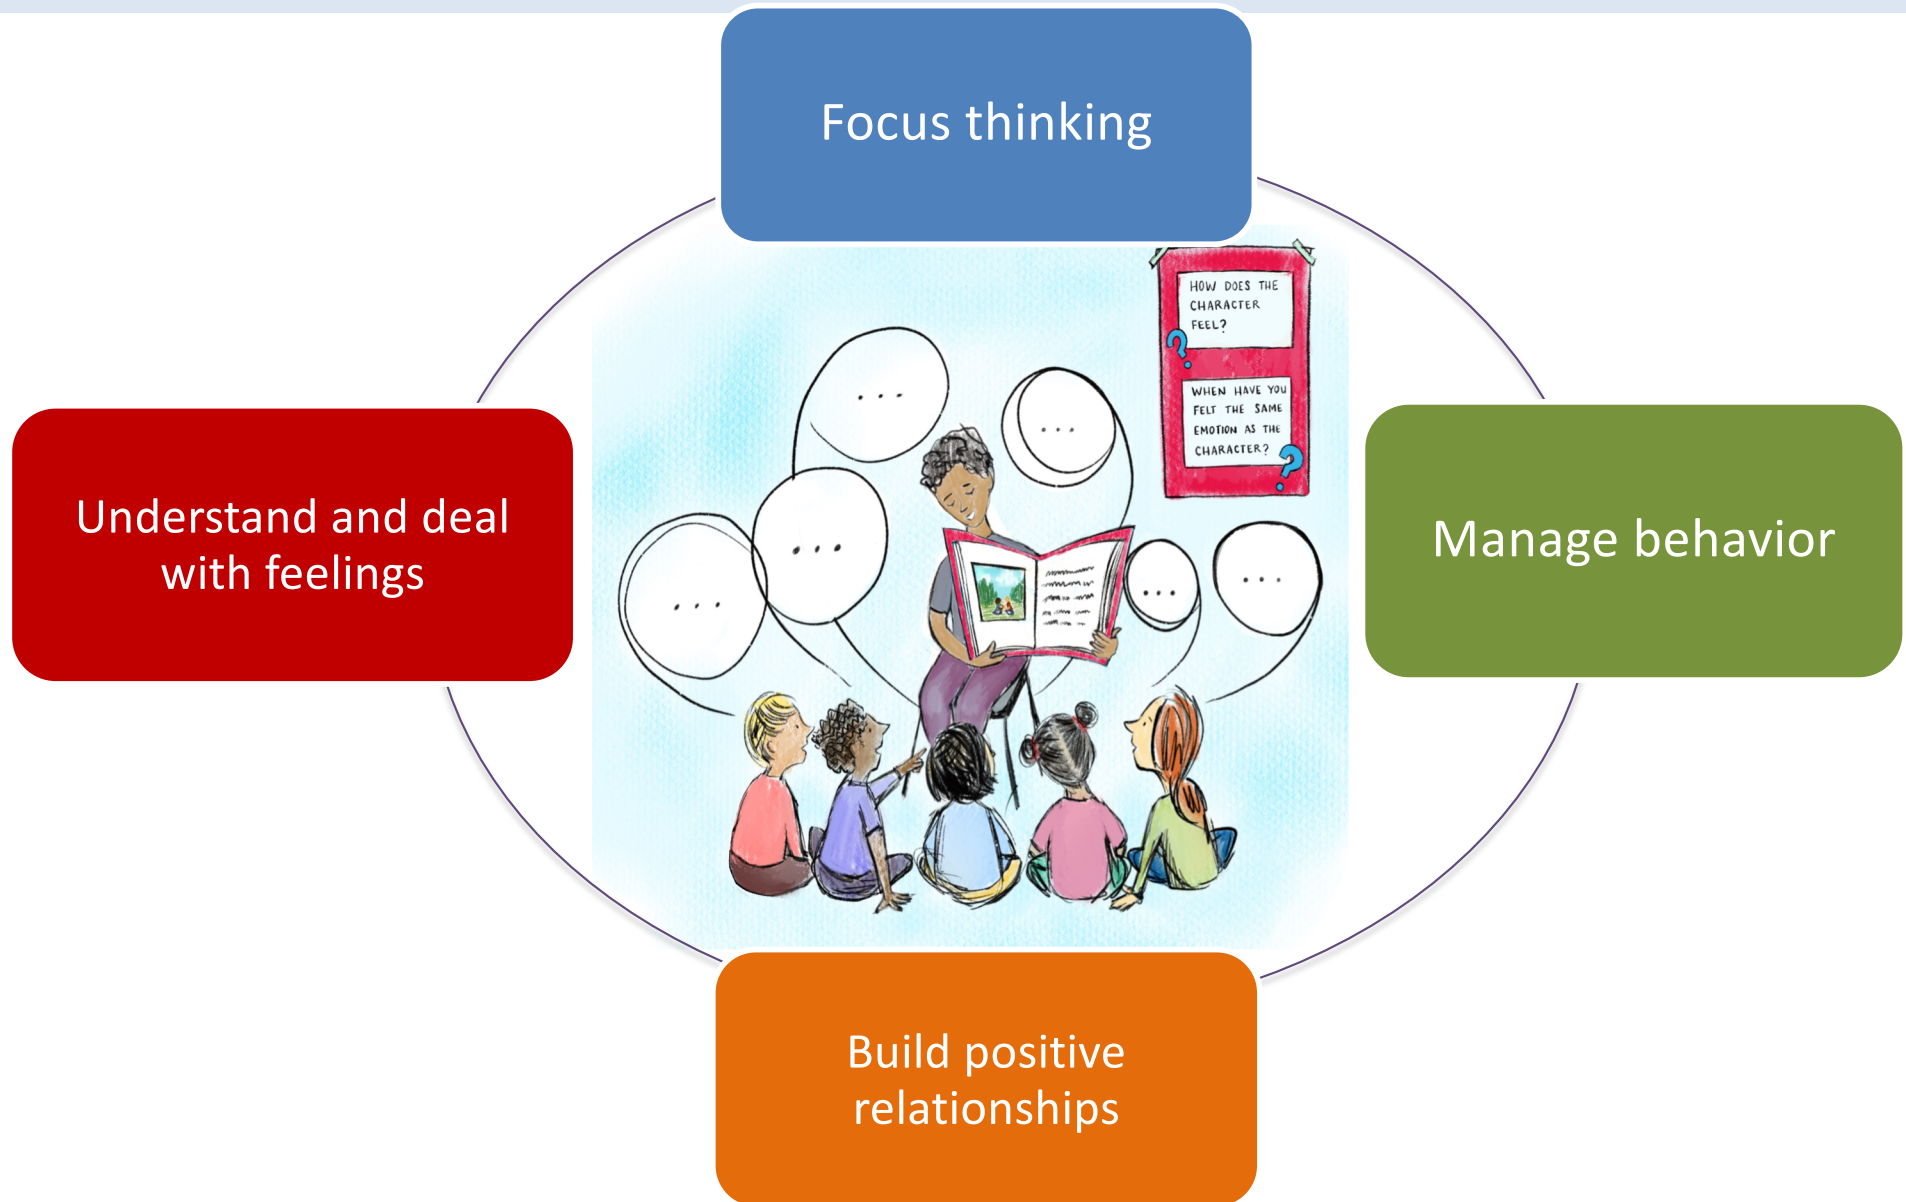 Focus thinking
HOW DOES THE
CHARACTER
FEEL?
?
WHEN HAVE YOU
FELT THE SAME
EMOTION AS THE
CHARACTER?
?
...
...
...
...
...
...
Understand and deal
with feelings
Manage behavior
Build positive
relationships